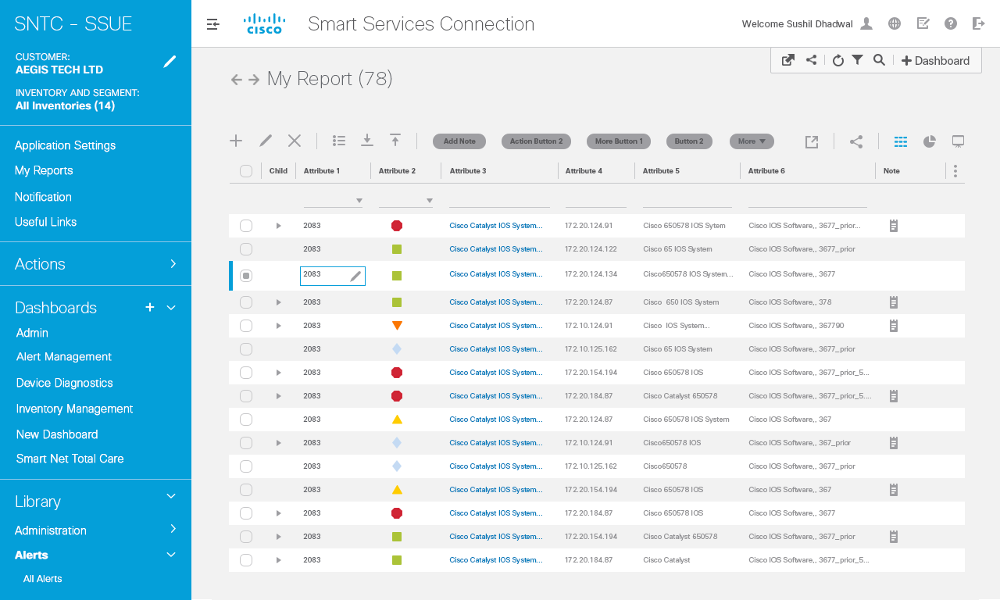 SNTC - SSUE
CUSTOMER:
AEGIS TECH LTD
INVENTORY AND SEGMENT:
All Inventories (14)
Application Settings
My Reports
Notification
Useful Links
Actions
Dashboards
Admin
Alert Management
Device Diagnostics
Inventory Management
New Dashboard
Smart Net Total Care
Library
Administration
Alerts
All Alerts
CISCO
Smart Services Connection
Welcome Sushil Dhadwal
Dashboard
My Report (78)
Add Note Action Button 2 More Button 1 Button 2 More
Child Attribute 1 Attribute 2 Attribute 3 Attribute 4 Attribute 5 Attribute 6 Note
2083 Cisco Catalyst IOS System... 172.20.124.91 Cisco 650578 IOS Sytem Cisco IOS Software,, 3677_prior...
2083 Cisco Catalyst IOS System... 172.20.124.122 Cisco 65 IOS System Cisco IOS Software,, 3677_prior
2083 Cisco Catalyst IOS System... 172.20.124.134 Cisco650578 IOS System... Cisco IOS Software,, 3677
2083 Cisco Catalyst IOS System... 172.20.124.87 Cisco 650 IOS System Cisco IOS Software,, 378
2083 Cisco Catalyst IOS System... 172.10.124.91 Cisco IOS System... Cisco IOS Software,, 367790
2083 Cisco Catalyst IOS System... 172.10.125.162 Cisco 65 IOS System Cisco IOS Software,, 3677_prior
2083 Cisco Catalyst IOS System... 172.20.154.194 Cisco 650578 IOS Cisco IOS Software,, 3677_prior_5...
2083 Cisco Catalyst IOS System... 172.20.184.87 Cisco Catalyst 650578 Cisco IOS Software,, 3677_prior_5....
2083 Cisco Catalyst IOS System... 172.20.124.87 Cisco 650578 IOS System Cisco IOS Software,, 367
2083 Cisco Catalyst IOS System... 172.10.124.91 Cisco650578 IOS Cisco IOS Software,, 367_prior
2083 Cisco Catalyst IOS System... 172.10.125.162 Cisco650578 Cisco IOS Software,, 3677_prior
2083 Cisco Catalyst IOS System... 172.20.154.194 Cisco 650578 IOS Cisco IOS Software,, 367
2083 Cisco Catalyst IOS System... 172.20.184.87 Cisco 650578 IOS Cisco IOS Software,, 3677
2083 Cisco Catalyst IOS System... 172.20.154.194 Cisco Catalyst 650578 Cisco IOS Software,, 3677_prior
2083 Cisco Catalyst IOS System... 172.20.184.87 Cisco Catalyst Cisco IOS Software,, 3677_prior_5...